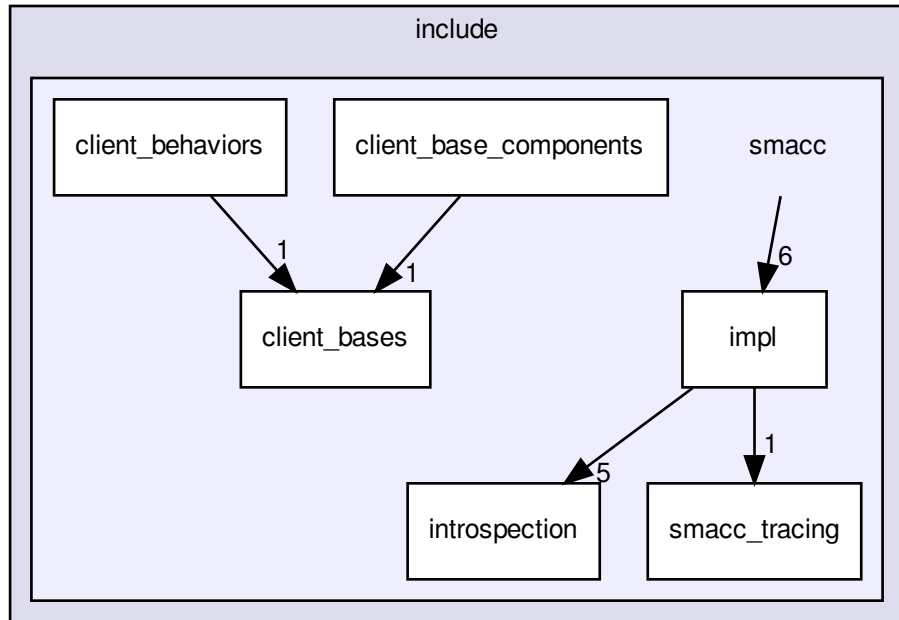 include
client_behaviors
client_base_components
smacc
1
1
6
client_bases
impl
5
1
introspection
smacc_tracing